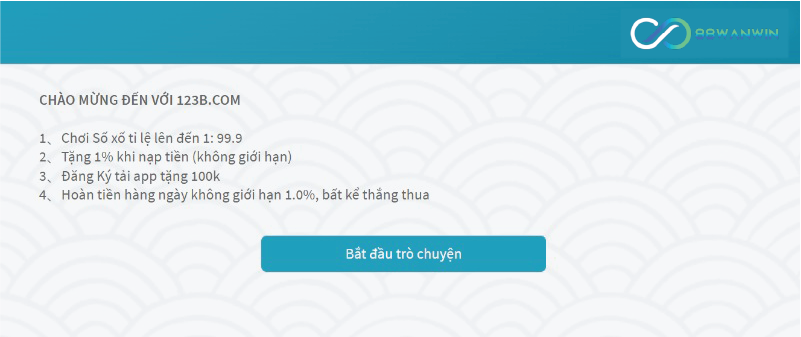 CHÀO MỪNG ĐẾN VỚI 123B.COM
1、Chơi Số xố tỉ lệ lên đến 1: 99.9
2、Tặng 1% khi nạp tiền (không giới hạn)
3、Đăng Ký tải app tặng 100k
4、Hoàn tiền hàng ngày không giới hạn 1.0%, bất kể thắng thua
Bắt đầu trò chuyện